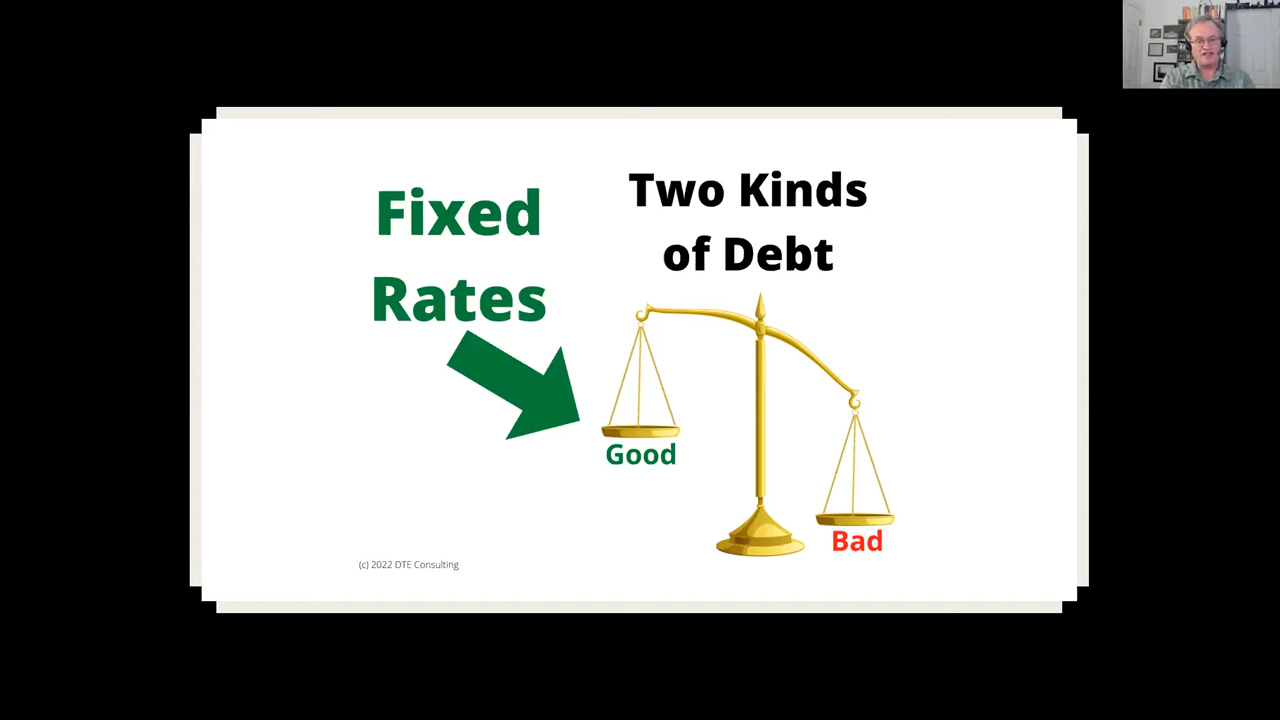 Fixed
Rates
Two Kinds
of Debt
Good
Bad
(c) 2022 DTE Consulting